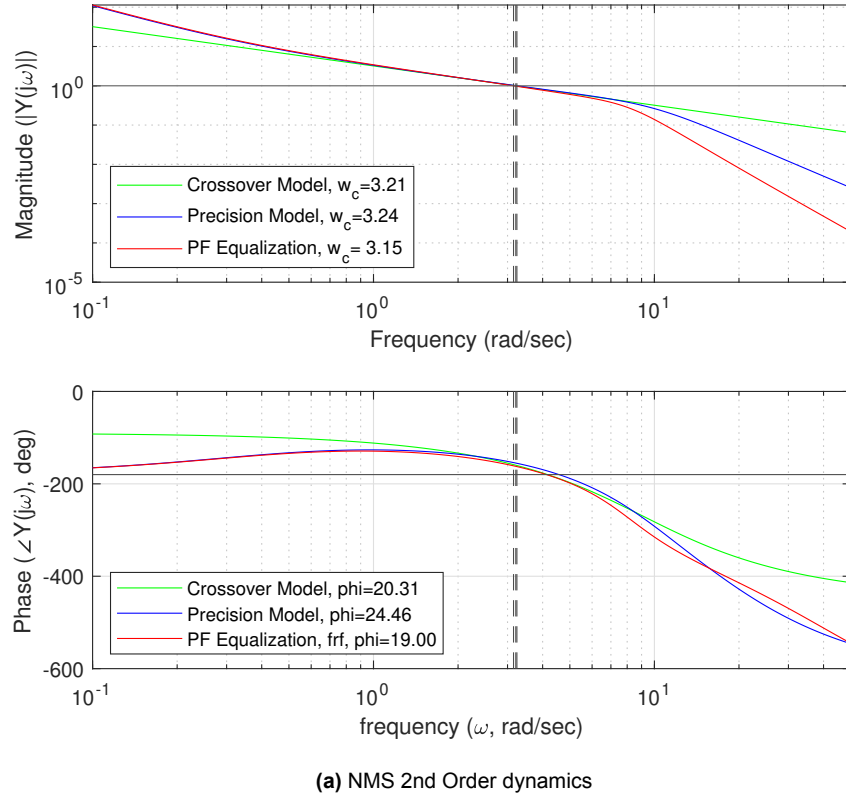 Magnitude (|Y(jω)|)
10^0
10^-5
Crossover Model, w_c=3.21
Precision Model, w_c=3.24
PF Equalization, w_c= 3.15
10^-1
10^0
10^1
Frequency (rad/sec)
Phase (∠Y(jω), deg)
0
-200
-400
-600
Crossover Model, phi=20.31
Precision Model, phi=24.46
PF Equalization, frf, phi=19.00
10^-1
10^0
10^1
frequency (ω, rad/sec)
(a) NMS 2nd Order dynamics